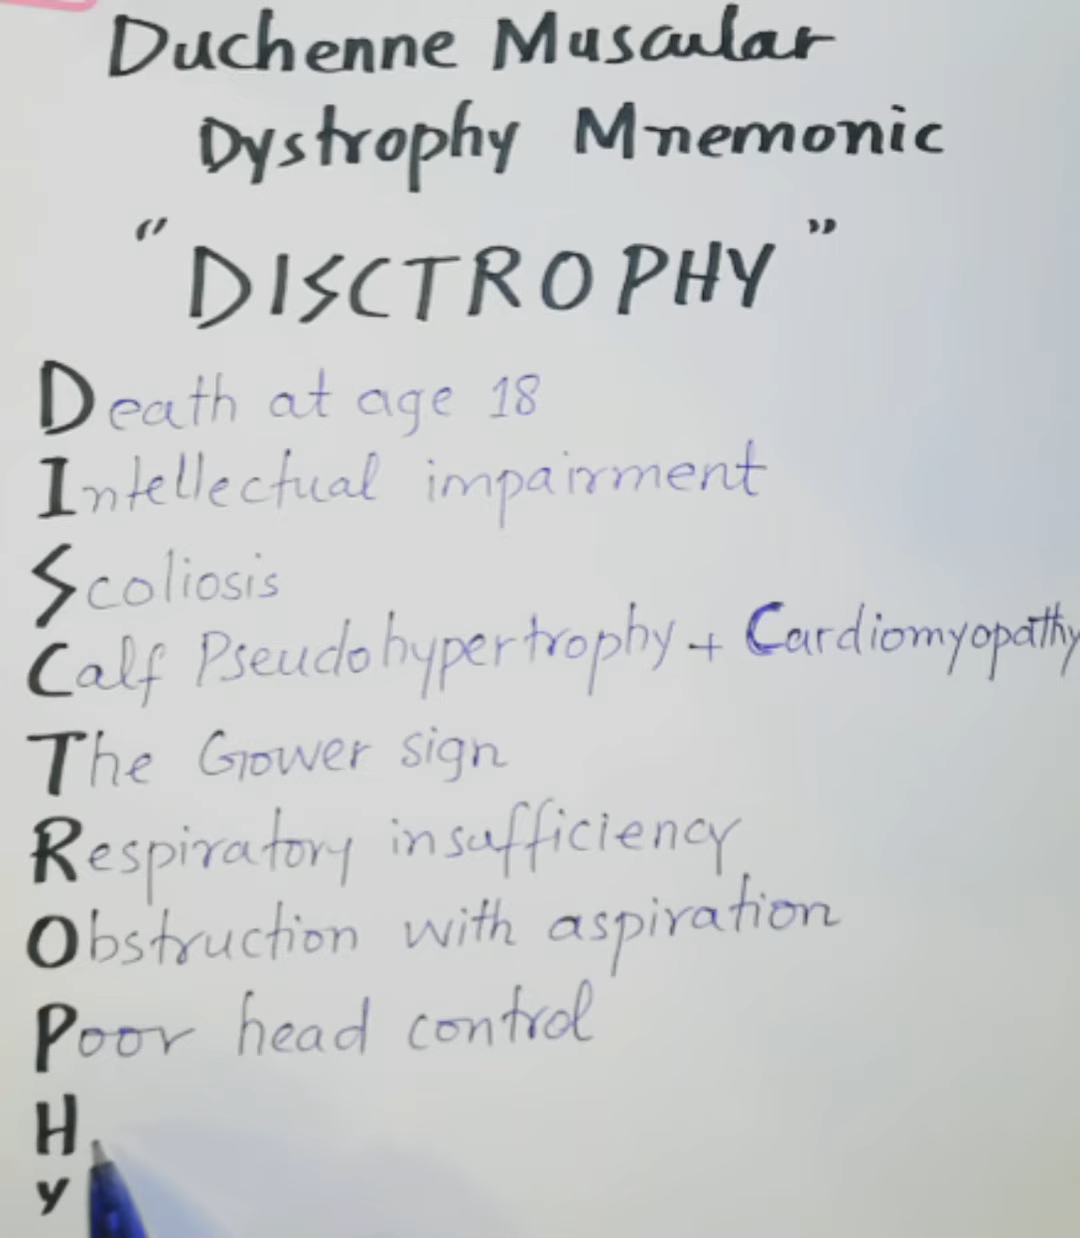 Duchenne Muscular
Dystrophy Mnemonic
"DISCTROPHY"
Death at age 18
Intellectual impairment
Scoliosis
Calf Pseudohypertrophy + Cardiomyopathy
The Gower sign
Respiratory insufficiency
Obstruction with aspiration
Poor head control
H
Y